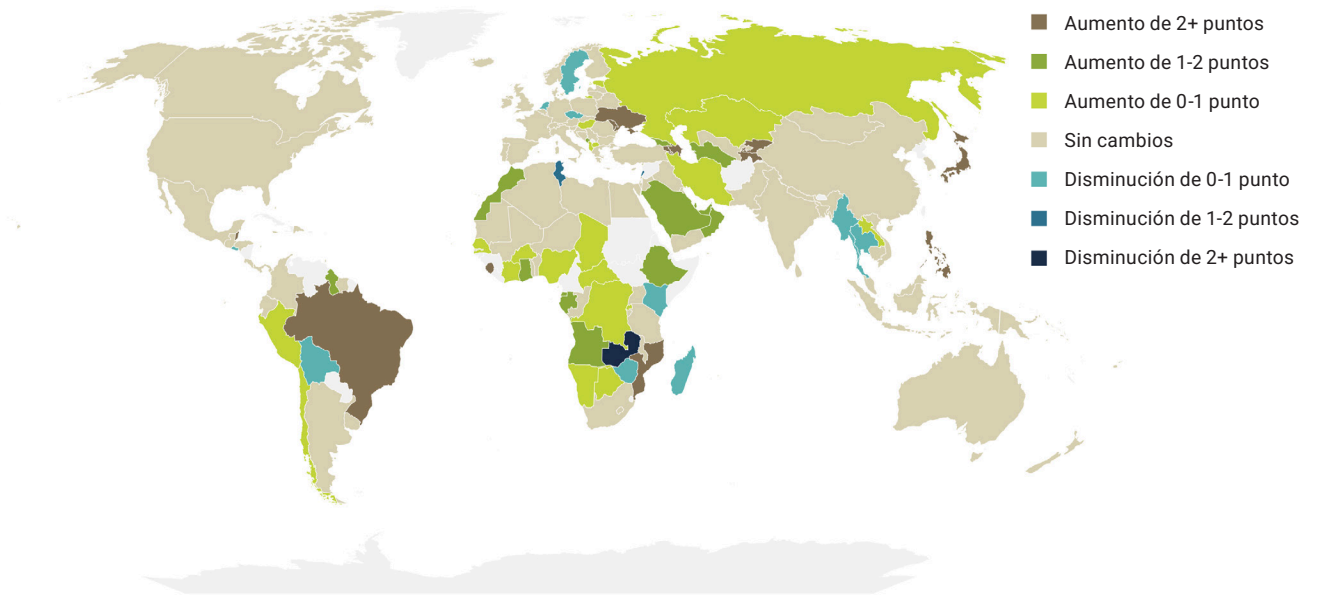 Aumento de 2+ puntos
Aumento de 1-2 puntos
Aumento de 0-1 punto
Sin cambios
Disminución de 0-1 punto
Disminución de 1-2 puntos
Disminución de 2+ puntos